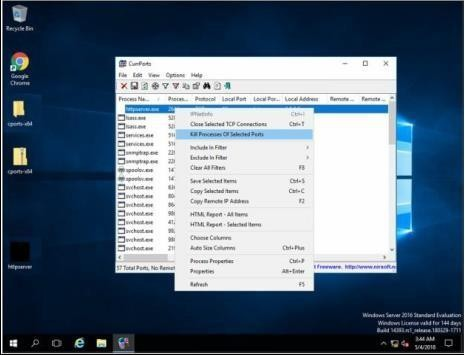 Recycle Bin
Google
Chrome
cports-x64
cports-x64
httpserver
CurrPorts
File Edit View Options Help
Process Na... Proces... Protocol Local Port Local Por... Local Address Remote ... Remote ...
httpserver.exe
lsass.exe
lsass.exe
services.exe
services.exe
snmptrap.exe
snmptrap.exe
spoolsv.exe
spoolsv.exe
svchost.exe
svchost.exe
svchost.exe
svchost.exe
svchost.exe
svchost.exe
svchost.exe
svchost.exe
IPNetInfo Ctrl+I
Close Selected TCP Connections Ctrl+T
Kill Processes Of Selected Ports
Include In Filter
Exclude In Filter
Clear All Filters F8
Save Selected Items Ctrl+S
Copy Selected Items Ctrl+C
Copy Remote IP Address F2
HTML Report - All Items
HTML Report - Selected Items
Choose Columns
Auto Size Columns Ctrl+Plus
Process Properties Ctrl+P
Properties Alt+Enter
Refresh F5
57 Total Ports, No Remo
t Freeware. http://www.nirsoft.n
Windows Server 2016 Standard Evaluation
Windows License valid for 144 days
Build 14393.rs1_release.180329-1711
3:44 AM
5/4/2018